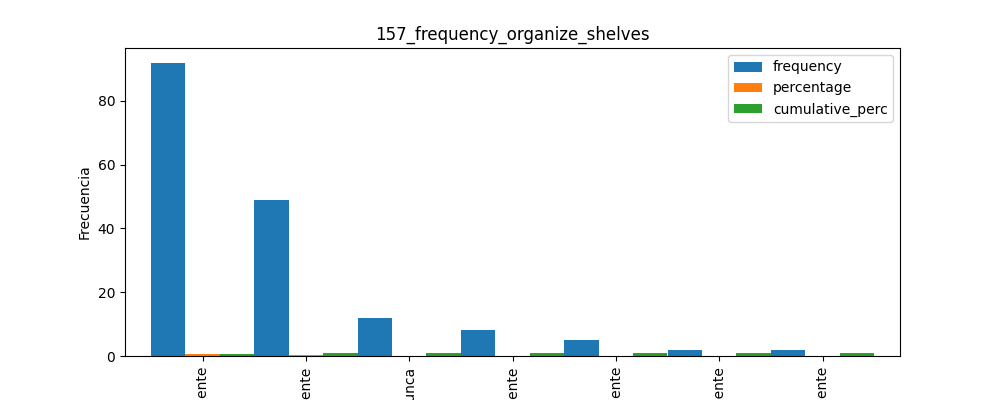 157_frequency_organize_shelves
frequency
percentage
cumulative_perc
Frecuencia
80
60
40
20
0
ente
ente
unca
ente
ente
ente
ente